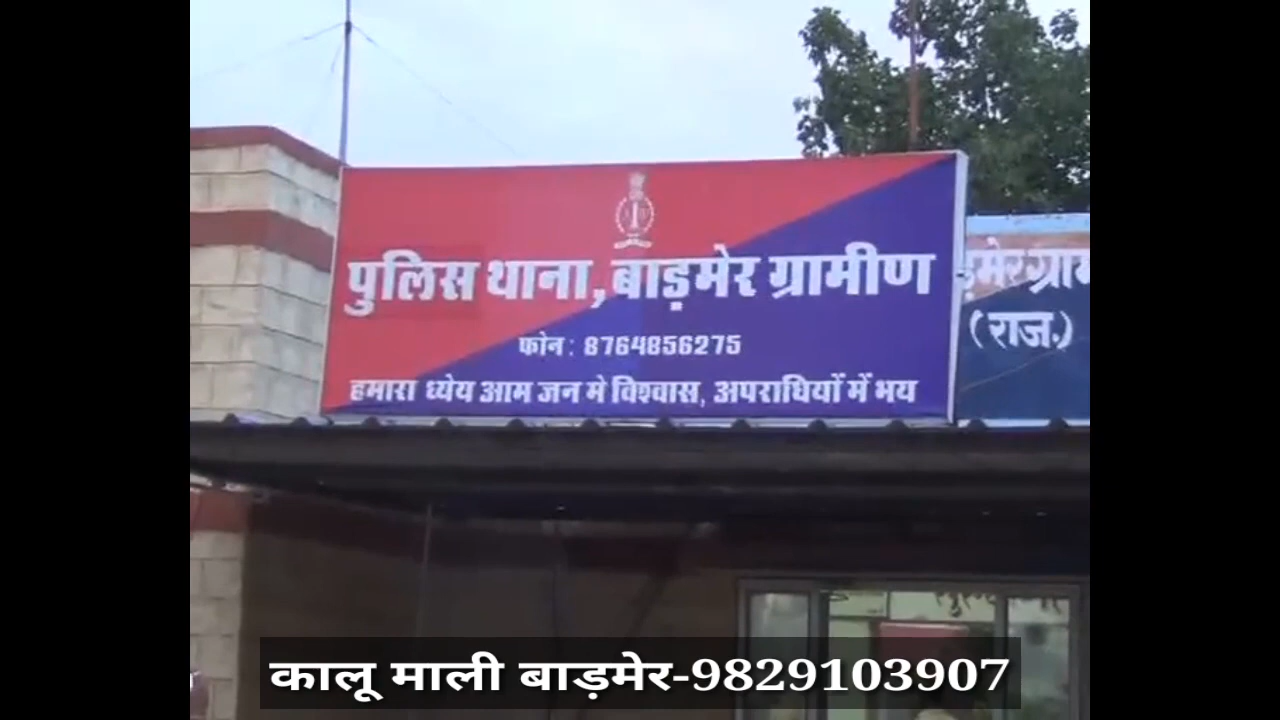 पुलिस थाना, बाड़मेर ग्रामीण
फोन : 8764856275
हमारा ध्येय आम जन मे विश्वास, अपराधियों में भय
(राज.)
कालू माली बाड़मेर-9829103907